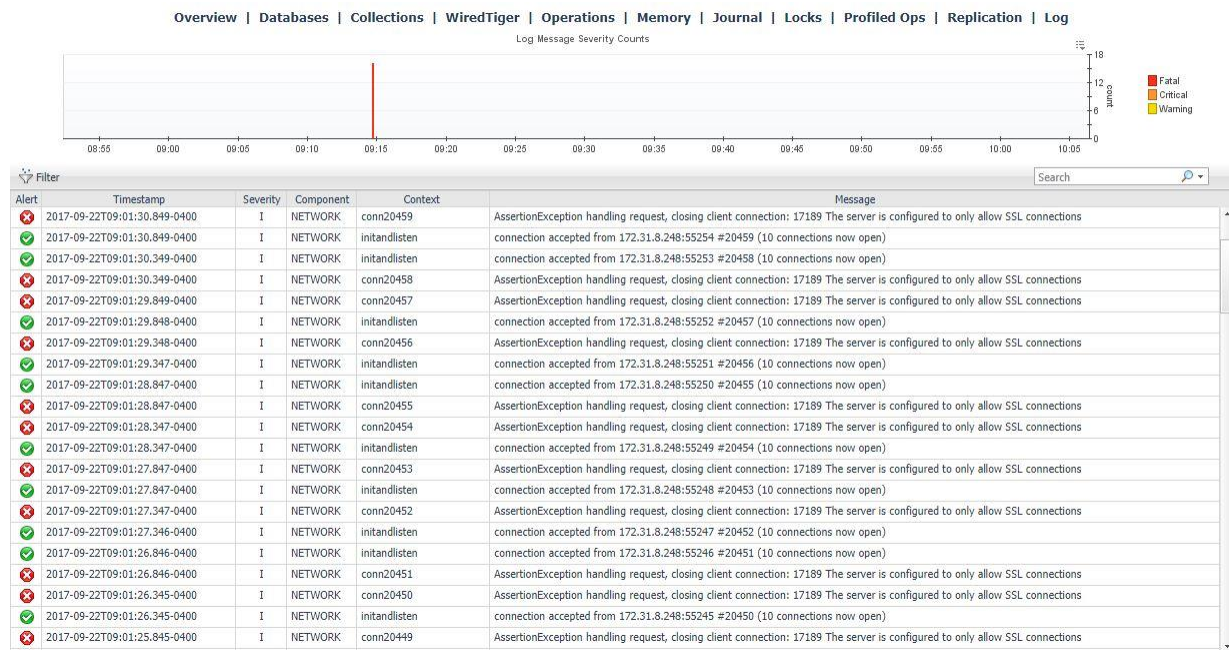 Overview | Databases | Collections | WiredTiger | Operations | Memory | Journal | Locks | Profiled Ops | Replication | Log
Log Message Severity Counts
18
12
6
0
count
Fatal
Critical
Warning
08:55 09:00 09:05 09:10 09:15 09:20 09:25 09:30 09:35 09:40 09:45 09:50 09:55 10:00 10:05
Filter Search
Alert Timestamp Severity Component Context Message
2017-09-22T09:01:30.849-0400 I NETWORK conn20459 AssertionException handling request, closing client connection: 17189 The server is configured to only allow SSL connections
2017-09-22T09:01:30.849-0400 I NETWORK initandlisten connection accepted from 172.31.8.248:55254 #20459 (10 connections now open)
2017-09-22T09:01:30.349-0400 I NETWORK initandlisten connection accepted from 172.31.8.248:55253 #20458 (10 connections now open)
2017-09-22T09:01:30.349-0400 I NETWORK conn20458 AssertionException handling request, closing client connection: 17189 The server is configured to only allow SSL connections
2017-09-22T09:01:29.849-0400 I NETWORK conn20457 AssertionException handling request, closing client connection: 17189 The server is configured to only allow SSL connections
2017-09-22T09:01:29.848-0400 I NETWORK initandlisten connection accepted from 172.31.8.248:55252 #20457 (10 connections now open)
2017-09-22T09:01:29.348-0400 I NETWORK conn20456 AssertionException handling request, closing client connection: 17189 The server is configured to only allow SSL connections
2017-09-22T09:01:29.347-0400 I NETWORK initandlisten connection accepted from 172.31.8.248:55251 #20456 (10 connections now open)
2017-09-22T09:01:28.847-0400 I NETWORK initandlisten connection accepted from 172.31.8.248:55250 #20455 (10 connections now open)
2017-09-22T09:01:28.847-0400 I NETWORK conn20455 AssertionException handling request, closing client connection: 17189 The server is configured to only allow SSL connections
2017-09-22T09:01:28.347-0400 I NETWORK conn20454 AssertionException handling request, closing client connection: 17189 The server is configured to only allow SSL connections
2017-09-22T09:01:28.347-0400 I NETWORK initandlisten connection accepted from 172.31.8.248:55249 #20454 (10 connections now open)
2017-09-22T09:01:27.847-0400 I NETWORK conn20453 AssertionException handling request, closing client connection: 17189 The server is configured to only allow SSL connections
2017-09-22T09:01:27.847-0400 I NETWORK initandlisten connection accepted from 172.31.8.248:55248 #20453 (10 connections now open)
2017-09-22T09:01:27.347-0400 I NETWORK conn20452 AssertionException handling request, closing client connection: 17189 The server is configured to only allow SSL connections
2017-09-22T09:01:27.346-0400 I NETWORK initandlisten connection accepted from 172.31.8.248:55247 #20452 (10 connections now open)
2017-09-22T09:01:26.846-0400 I NETWORK initandlisten connection accepted from 172.31.8.248:55246 #20451 (10 connections now open)
2017-09-22T09:01:26.846-0400 I NETWORK conn20451 AssertionException handling request, closing client connection: 17189 The server is configured to only allow SSL connections
2017-09-22T09:01:26.345-0400 I NETWORK conn20450 AssertionException handling request, closing client connection: 17189 The server is configured to only allow SSL connections
2017-09-22T09:01:26.345-0400 I NETWORK initandlisten connection accepted from 172.31.8.248:55245 #20450 (10 connections now open)
2017-09-22T09:01:25.845-0400 I NETWORK conn20449 AssertionException handling request, closing client connection: 17189 The server is configured to only allow SSL connections